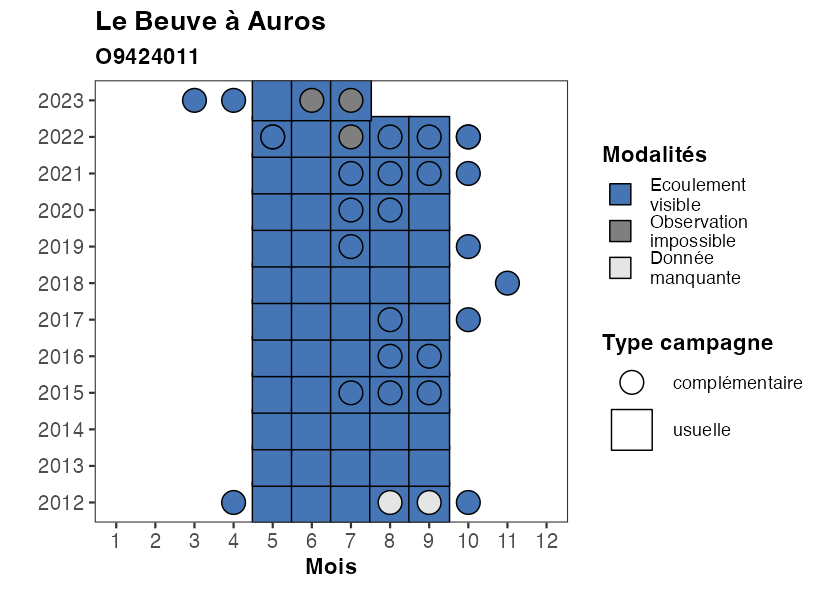 Le Beuve à Auros
O9424011
2023
2022
2021
2020
2019
2018
2017
2016
2015
2014
2013
2012
1 2 3 4 5 6 7 8 9 10 11 12
Mois
Modalités
Ecoulement
visible
Observation
impossible
Donnée
manquante
Type campagne
complémentaire
usuelle